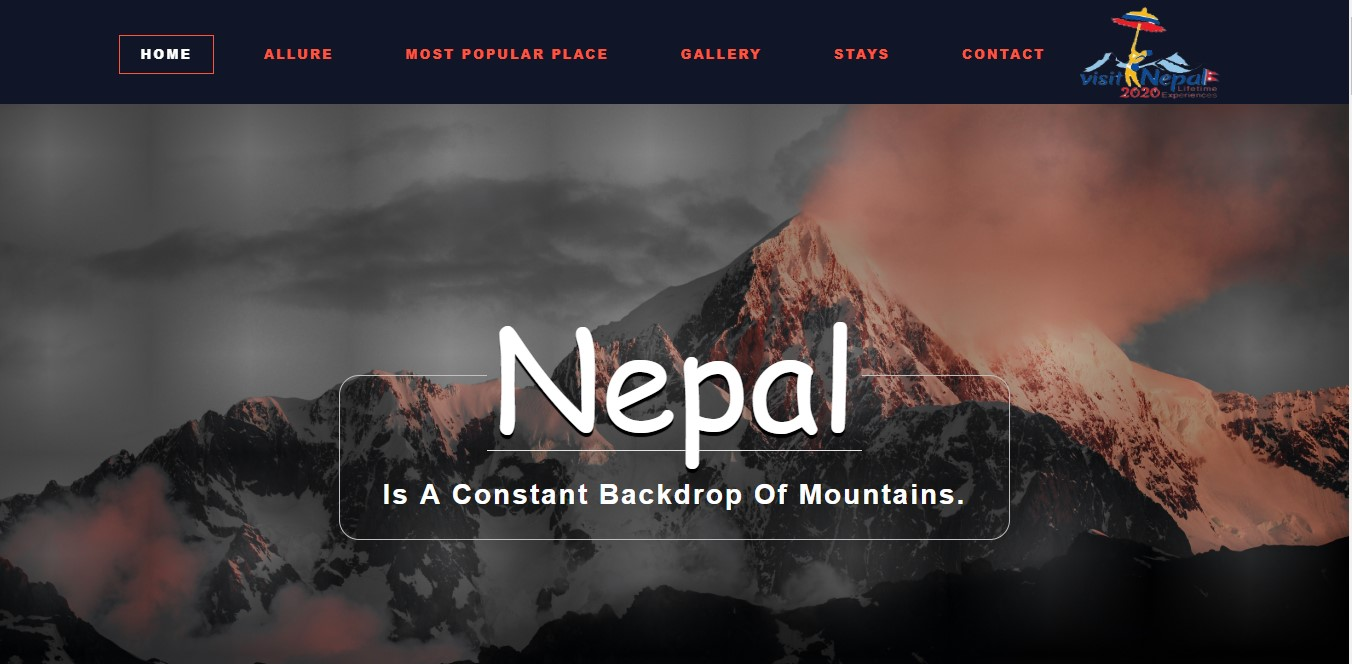 HOME ALLURE MOST POPULAR PLACE GALLERY STAYS CONTACT
visit Nepal
2020 Lifetime Experiences
Nepal
Is A Constant Backdrop Of Mountains.